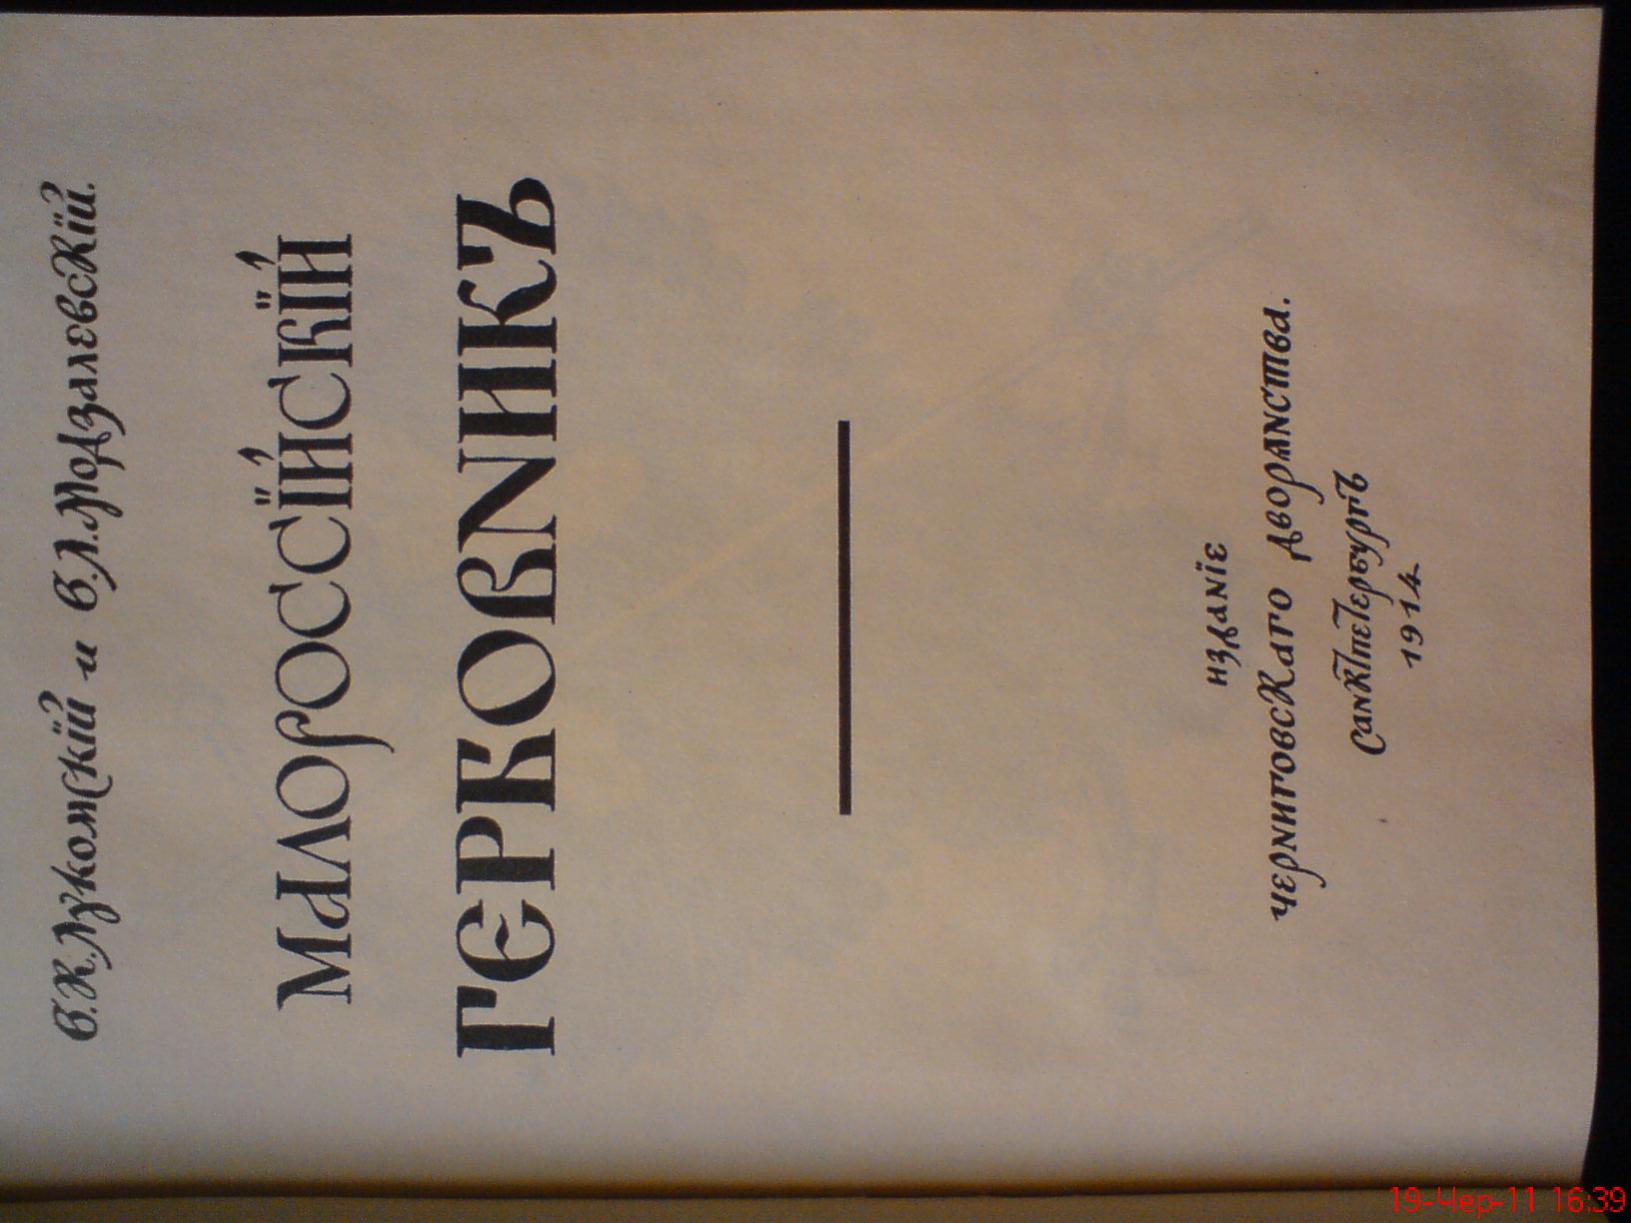 В.К. Лукомскій и В.Л. Модзалевскій.
МАЛОРОССІЙСКІЙ
ГЕРБОВНИКЪ
ИЗДАНІЕ
ЧЕРНИГОВСКАГО ДВОРЯНСТВА.
САНКТПЕТЕРБУРГЪ
1914
19-Чер-11 16:39